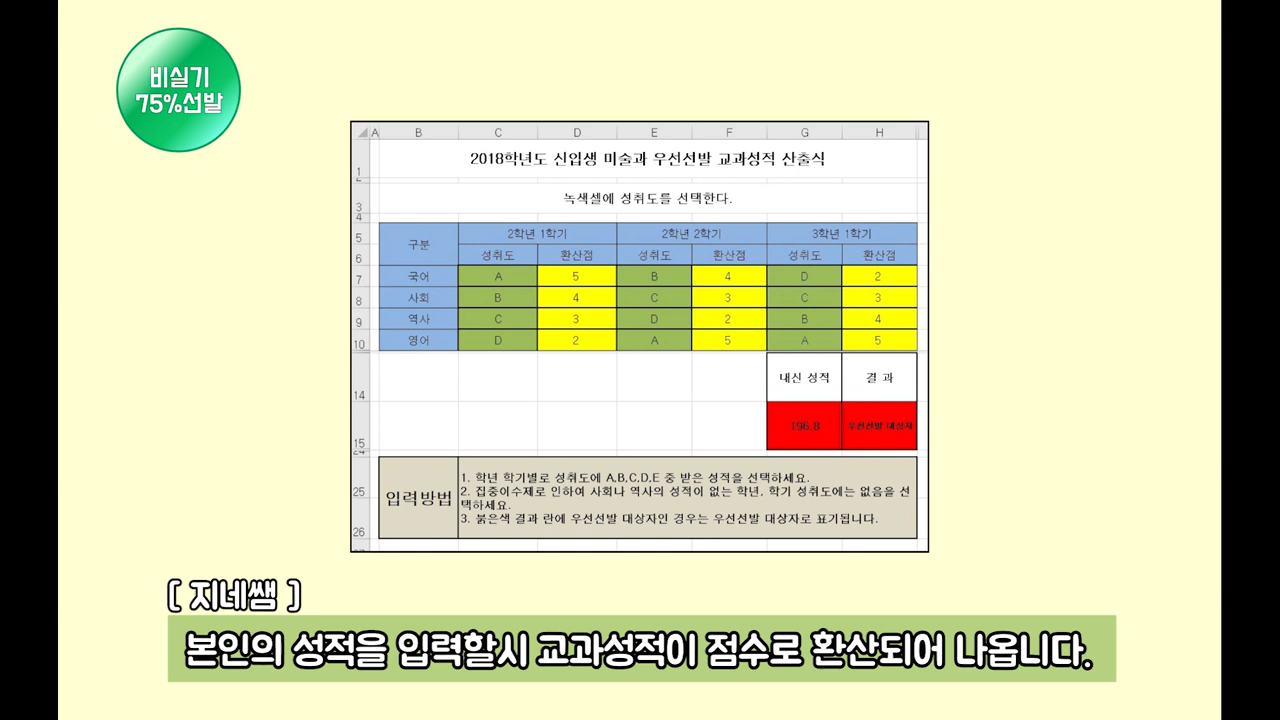 비실기
75%선발
A B C D E F G H
1 2018학년도 신입생 미술과 우선선발 교과성적 산출식
2
3 녹색셀에 성취도를 선택한다.
4
5 구분 2학년 1학기 2학년 2학기 3학년 1학기
6 성취도 환산점 성취도 환산점 성취도 환산점
7 국어 A 5 B 4 D 2
8 사회 B 4 C 3 C 3
9 역사 C 3 D 2 B 4
10 영어 D 2 A 5 A 5
14 내신 성적 결 과
15 196.8 우선선발 대상자
24
25 입력방법
1. 학년 학기별로 성취도에 A,B,C,D,E 중 받은 성적을 선택하세요.
2. 집중이수제로 인하여 사회나 역사의 성적이 없는 학년, 학기 성취도에는 없음을 선
택하세요.
3. 붉은색 결과 란에 우선선발 대상자인 경우는 우선선발 대상자로 표기됩니다.
26
[ 지네쌤 ]
본인의 성적을 입력할시 교과성적이 점수로 환산되어 나옵니다.